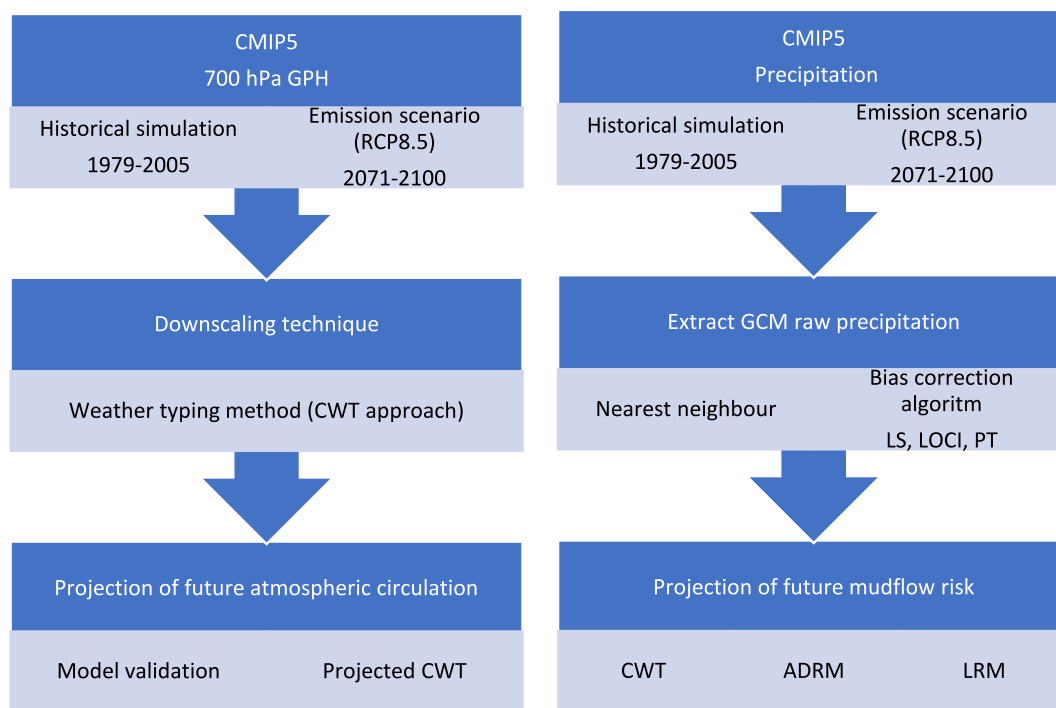 CMIP5
700 hPa GPH
Historical simulation
1979-2005
Emission scenario
(RCP8.5)
2071-2100
Downscaling technique
Weather typing method (CWT approach)
Projection of future atmospheric circulation
Model validation
Projected CWT
CMIP5
Precipitation
Historical simulation
1979-2005
Emission scenario
(RCP8.5)
2071-2100
Extract GCM raw precipitation
Nearest neighbour
Bias correction
algoritm
LS, LOCI, PT
Projection of future mudflow risk
CWT
ADRM
LRM